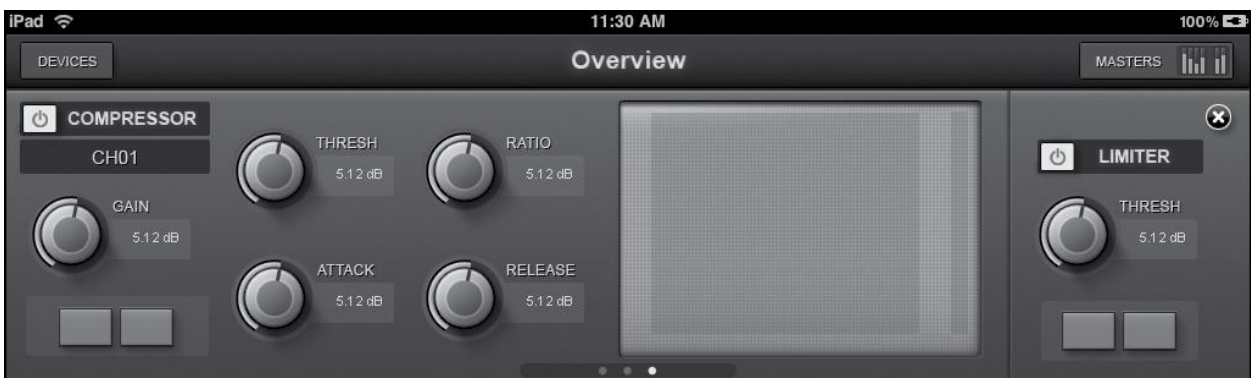 iPad 11:30 AM 100%
DEVICES Overview MASTERS
COMPRESSOR
CH01
GAIN
5.12 dB
THRESH
5.12 dB
RATIO
5.12 dB
ATTACK
5.12 dB
RELEASE
5.12 dB
LIMITER
THRESH
5.12 dB